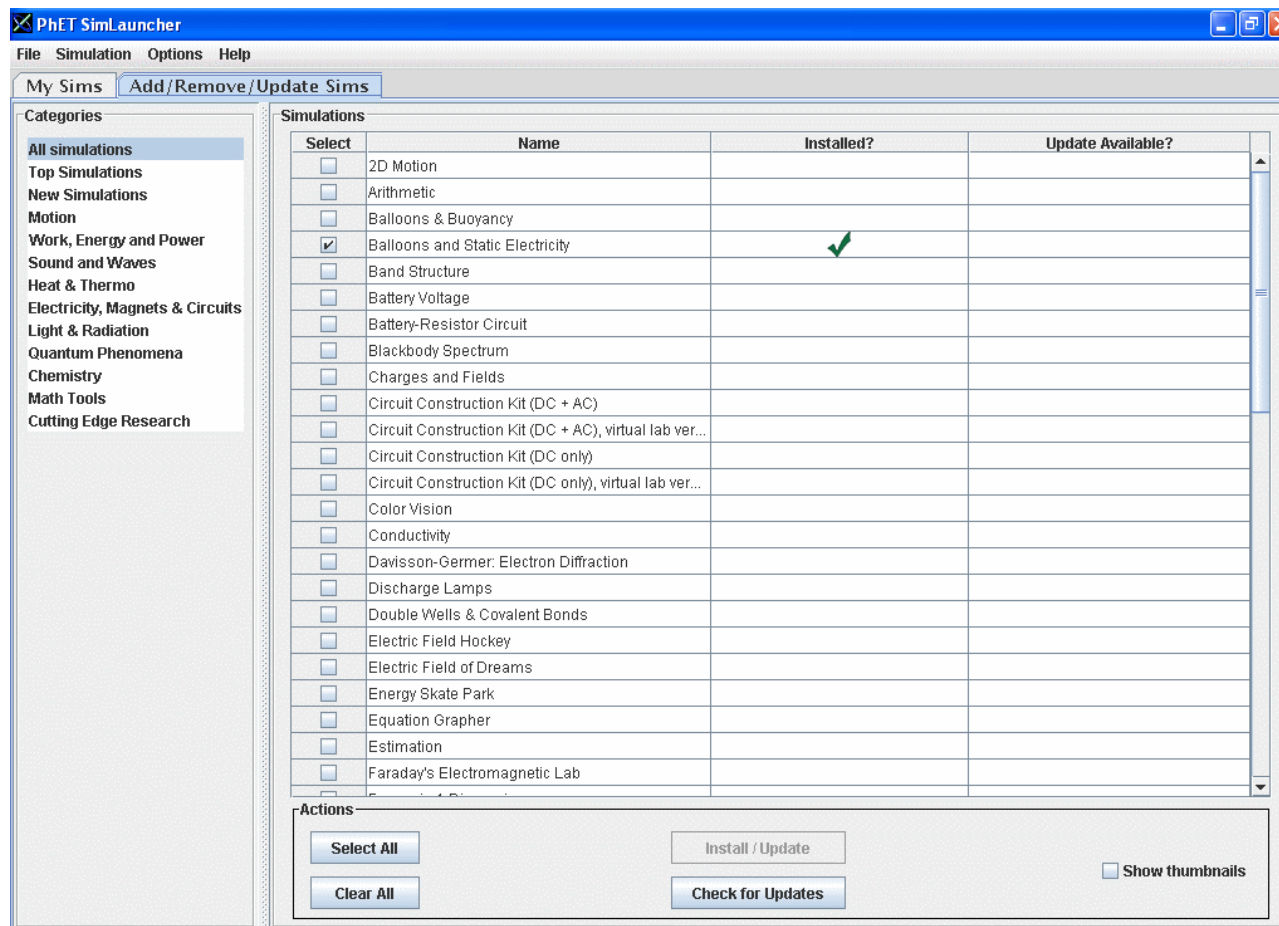 PhET SimLauncher
File Simulation Options Help
My Sims Add/Remove/Update Sims
Categories
All simulations
Top Simulations
New Simulations
Motion
Work, Energy and Power
Sound and Waves
Heat & Thermo
Electricity, Magnets & Circuits
Light & Radiation
Quantum Phenomena
Chemistry
Math Tools
Cutting Edge Research
Simulations
Select Name Installed? Update Available?
2D Motion
Arithmetic
Balloons & Buoyancy
Balloons and Static Electricity
Band Structure
Battery Voltage
Battery-Resistor Circuit
Blackbody Spectrum
Charges and Fields
Circuit Construction Kit (DC + AC)
Circuit Construction Kit (DC + AC), virtual lab ver...
Circuit Construction Kit (DC only)
Circuit Construction Kit (DC only), virtual lab ver...
Color Vision
Conductivity
Davisson-Germer: Electron Diffraction
Discharge Lamps
Double Wells & Covalent Bonds
Electric Field Hockey
Electric Field of Dreams
Energy Skate Park
Equation Grapher
Estimation
Faraday's Electromagnetic Lab
Actions
Select All Install / Update
Show thumbnails
Clear All Check for Updates